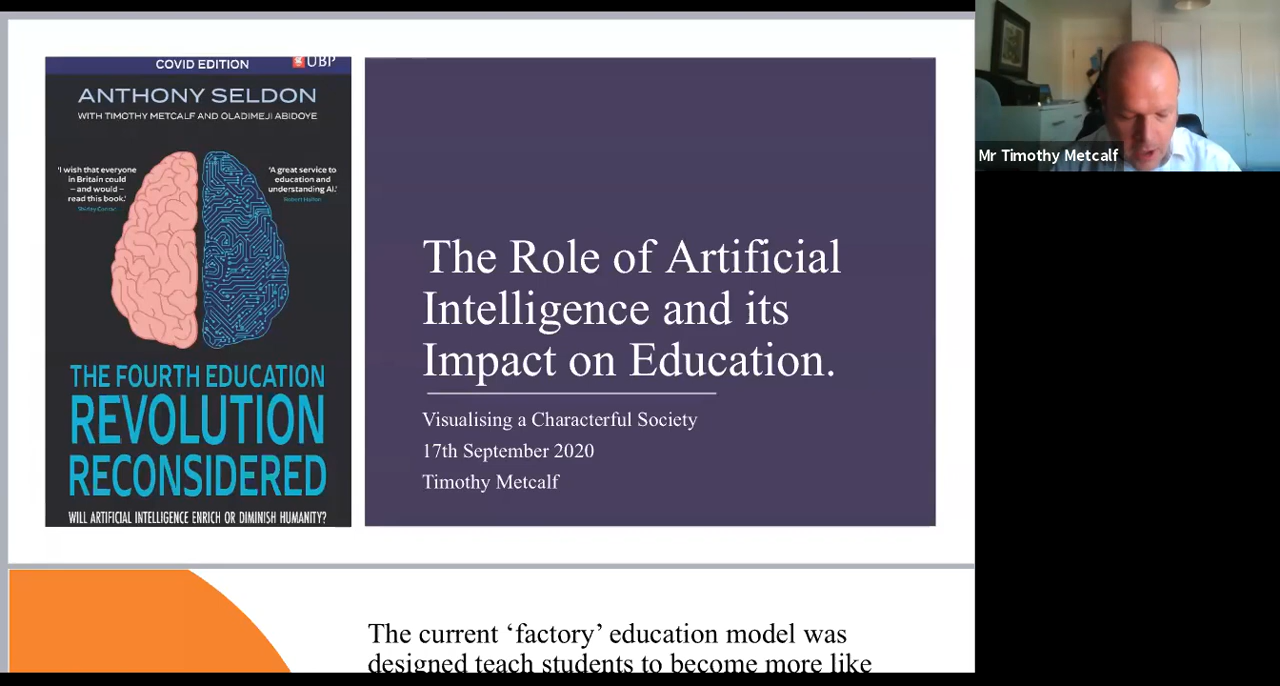 COVID EDITION
UBP
ANTHONY SELDON
WITH TIMOTHY METCALF AND OLADIMEJI ABIDOYE
'I wish that everyone
in Britain could
– and would –
read this book.'
'A great service to
education and
understanding AI.'
THE FOURTH EDUCATION
REVOLUTION
RECONSIDERED
WILL ARTIFICIAL INTELLIGENCE ENRICH OR DIMINISH HUMANITY?
The Role of Artificial
Intelligence and its
Impact on Education.
Visualising a Characterful Society
17th September 2020
Timothy Metcalf
Mr Timothy Metcalf
The current ‘factory’ education model was
designed teach students to become more like